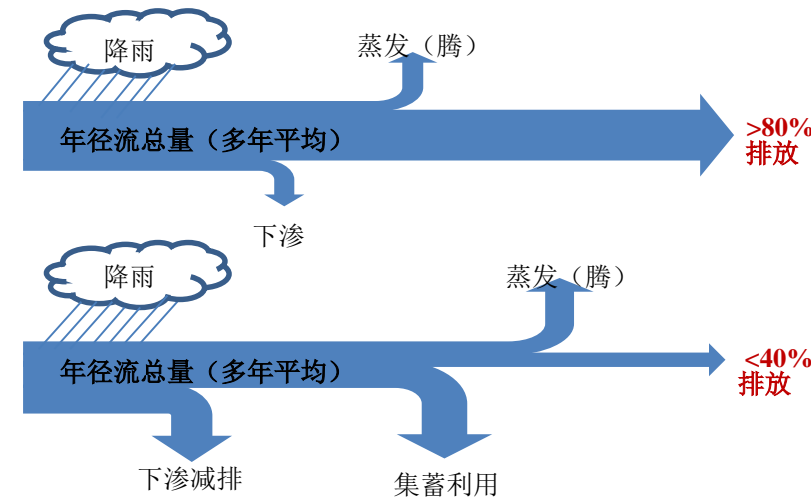 降雨
蒸发（腾）
年径流总量（多年平均）
>80%
排放
下渗
降雨
蒸发（腾）
年径流总量（多年平均）
<40%
排放
下渗减排
集蓄利用